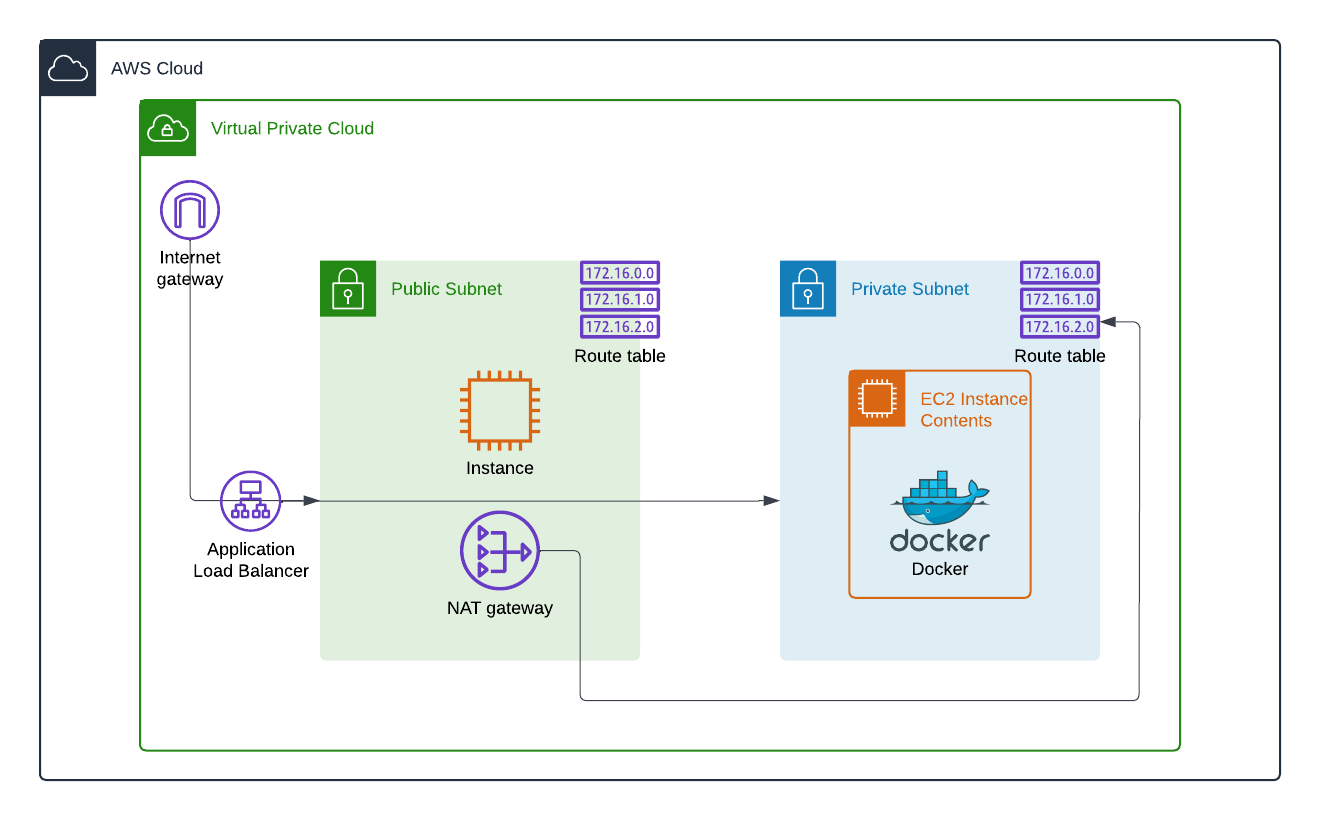 AWS Cloud
Virtual Private Cloud
Internet
gateway
Public Subnet
172.16.0.0
172.16.1.0
172.16.2.0
Route table
Instance
Application
Load Balancer
NAT gateway
Private Subnet
172.16.0.0
172.16.1.0
172.16.2.0
Route table
EC2 Instance
Contents
docker
Docker